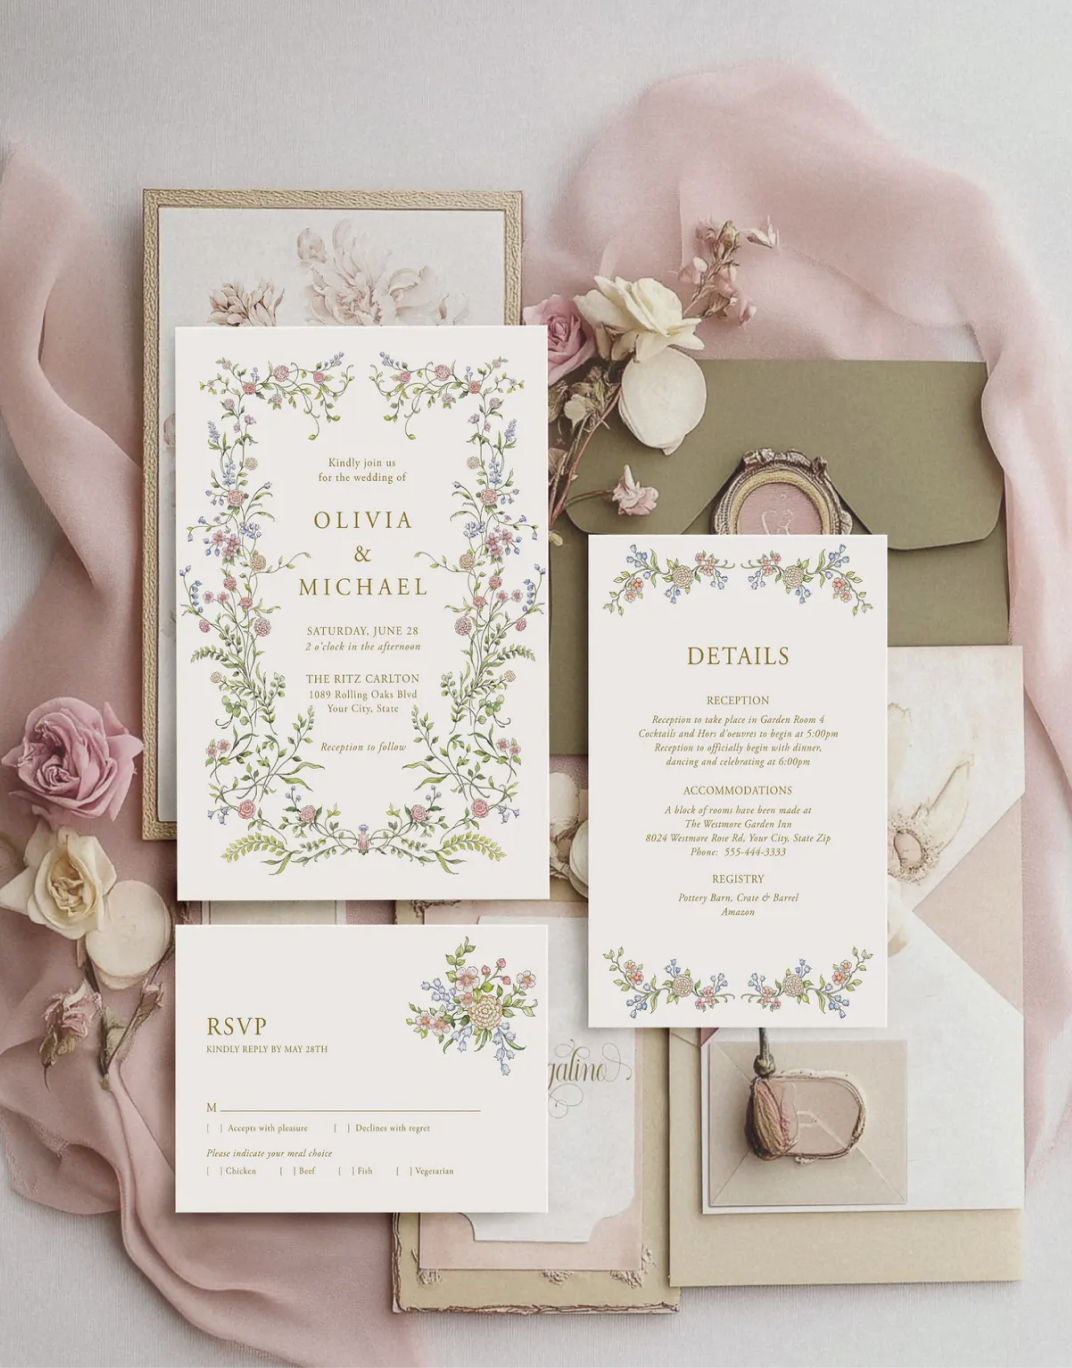 Kindly join us
for the wedding of
OLIVIA
&
MICHAEL
SATURDAY, JUNE 28
2 o'clock in the afternoon
THE RITZ CARLTON
1089 Rolling Oaks Blvd
Your City, State
Reception to follow
DETAILS
RECEPTION
Reception to take place in Garden Room 4
Cocktails and Hors d'oeuvres to begin at 5:00pm
Reception to officially begin with dinner,
dancing and celebrating at 6:00pm
ACCOMMODATIONS
A block of rooms have been made at
The Westmore Garden Inn
8024 Westmore Rose Rd, Your City, State Zip
Phone: 555-444-3333
REGISTRY
Pottery Barn, Crate & Barrel
Amazon
RSVP
KINDLY REPLY BY MAY 28TH
M
[ ] Accepts with pleasure [ ] Declines with regret
Please indicate your meal choice
[ ] Chicken [ ] Beef [ ] Fish [ ] Vegetarian